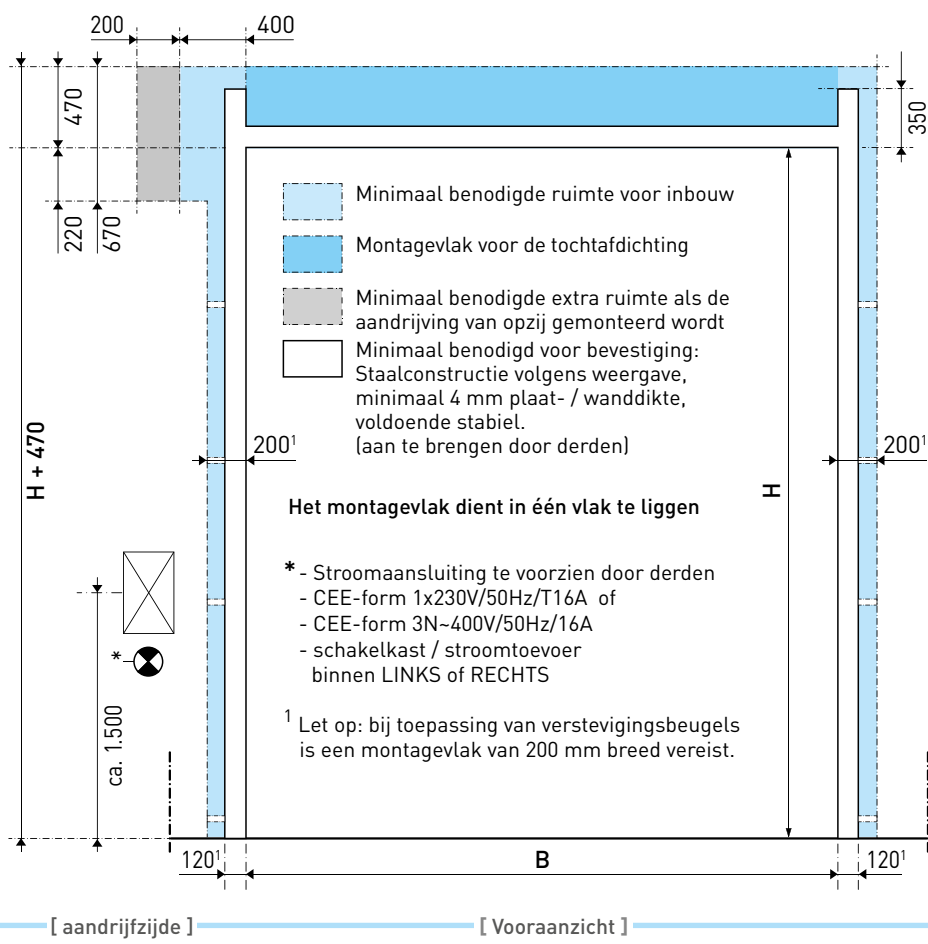 200
400
470
220
670
350
Minimaal benodigde ruimte voor inbouw
Montagevlak voor de tochtafdichting
Minimaal benodigde extra ruimte als de
aandrijving van opzij gemonteerd wordt
Minimaal benodigd voor bevestiging:
Staalconstructie volgens weergave,
minimaal 4 mm plaat- / wanddikte,
voldoende stabiel.
(aan te brengen door derden)
H + 470
200¹
200¹
H
Het montagevlak dient in één vlak te liggen
* - Stroomaansluiting te voorzien door derden
- CEE-form 1x230V/50Hz/T16A of
- CEE-form 3N~400V/50Hz/16A
- schakelkast / stroomtoevoer
binnen LINKS of RECHTS
*
ca. 1.500
¹ Let op: bij toepassing van verstevigingsbeugels
is een montagevlak van 200 mm breed vereist.
120¹
B
120¹
[ aandrijfzijde ]
[ Vooraanzicht ]